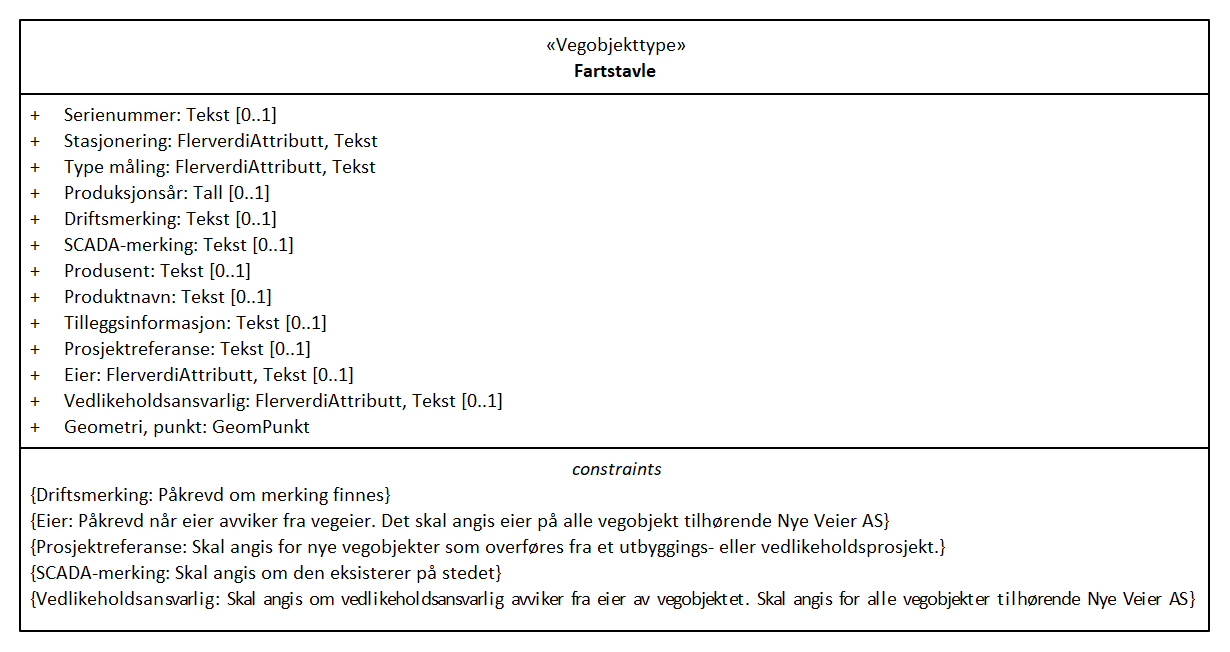 «Vegobjekttype»
Fartstavle
+ Serienummer: Tekst [0..1]
+ Stasjonering: FlerverdiAttributt, Tekst
+ Type måling: FlerverdiAttributt, Tekst
+ Produksjonsår: Tall [0..1]
+ Driftsmerking: Tekst [0..1]
+ SCADA-merking: Tekst [0..1]
+ Produsent: Tekst [0..1]
+ Produktnavn: Tekst [0..1]
+ Tilleggsinformasjon: Tekst [0..1]
+ Prosjektreferanse: Tekst [0..1]
+ Eier: FlerverdiAttributt, Tekst [0..1]
+ Vedlikeholdsansvarlig: FlerverdiAttributt, Tekst [0..1]
+ Geometri, punkt: GeomPunkt
constraints
{Driftsmerking: Påkrevd om merking finnes}
{Eier: Påkrevd når eier avviker fra vegeier. Det skal angis eier på alle vegobjekt tilhørende Nye Veier AS}
{Prosjektreferanse: Skal angis for nye vegobjekter som overføres fra et utbyggings- eller vedlikeholdsprosjekt.}
{SCADA-merking: Skal angis om den eksisterer på stedet}
{Vedlikeholdsansvarlig: Skal angis om vedlikeholdsansvarlig avviker fra eier av vegobjektet. Skal angis for alle vegobjekter tilhørende Nye Veier AS}